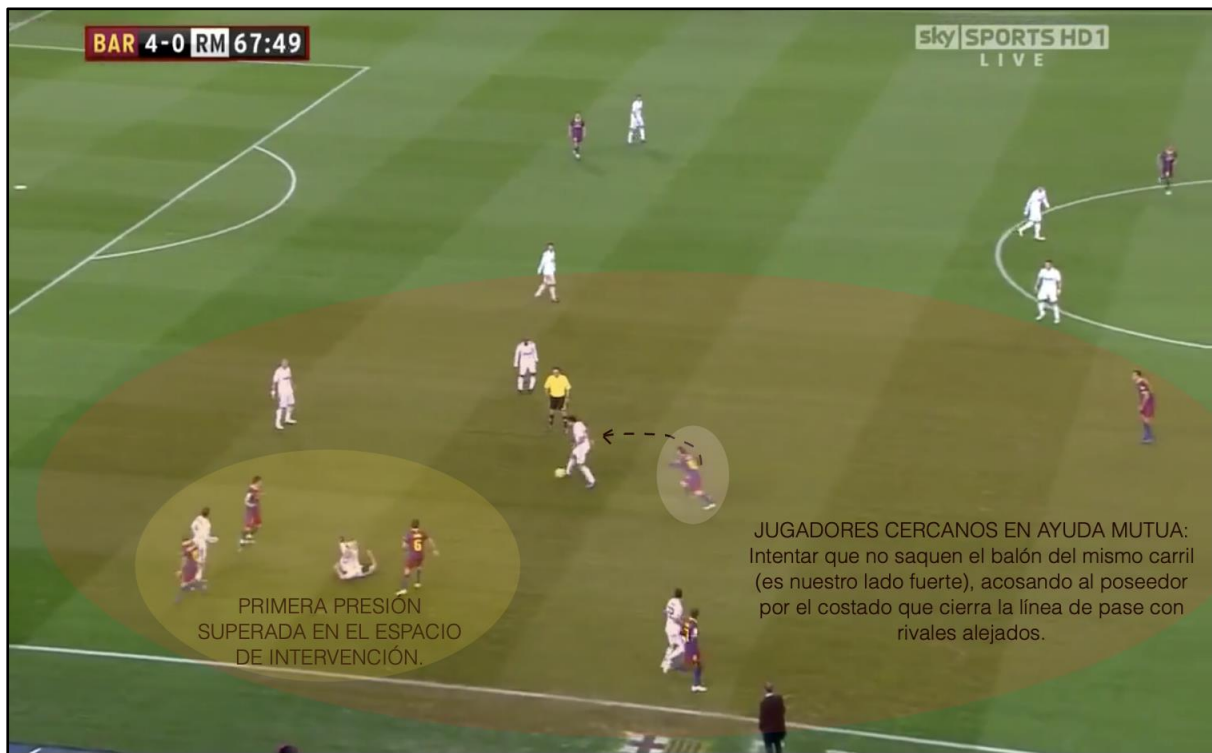 BAR 4-0 RM 67:49
sky SPORTS HD1
LIVE
6
JUGADORES CERCANOS EN AYUDA MUTUA:
Intentar que no saquen el balón del mismo carril
(es nuestro lado fuerte), acosando al poseedor
por el costado que cierra la línea de pase con
rivales alejados.
PRIMERA PRESIÓN
SUPERADA EN EL ESPACIO
DE INTERVENCIÓN.